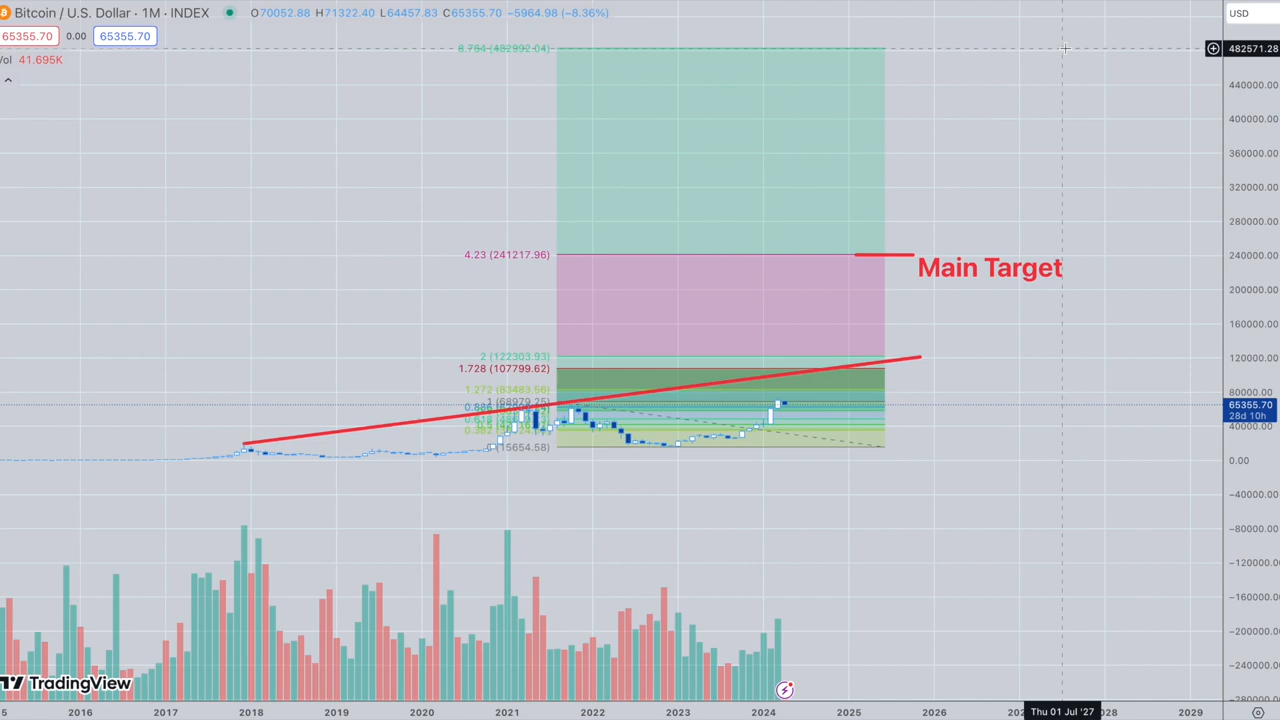 Bitcoin / U.S. Dollar · 1M · INDEX O70052.88 H71322.40 L64457.83 C65355.70 −5964.98 (−8.36%) USD
65355.70 0.00 65355.70
Vol 41.695K
8.764 (482992.04) 482571.28
440000.00
400000.00
360000.00
320000.00
280000.00
4.23 (241217.96) 240000.00
Main Target
200000.00
160000.00
2 (122303.93) 120000.00
1.728 (107799.62)
1.272 (83483.56) 80000.00
1 (68979.25)
65355.70
28d 10h
40000.00
(15654.58)
0.00
−40000.00
−80000.00
−120000.00
−160000.00
−200000.00
−240000.00
−280000.00
TradingView
2016 2017 2018 2019 2020 2021 2022 2023 2024 2025 2026 Thu 01 Jul '27 2029